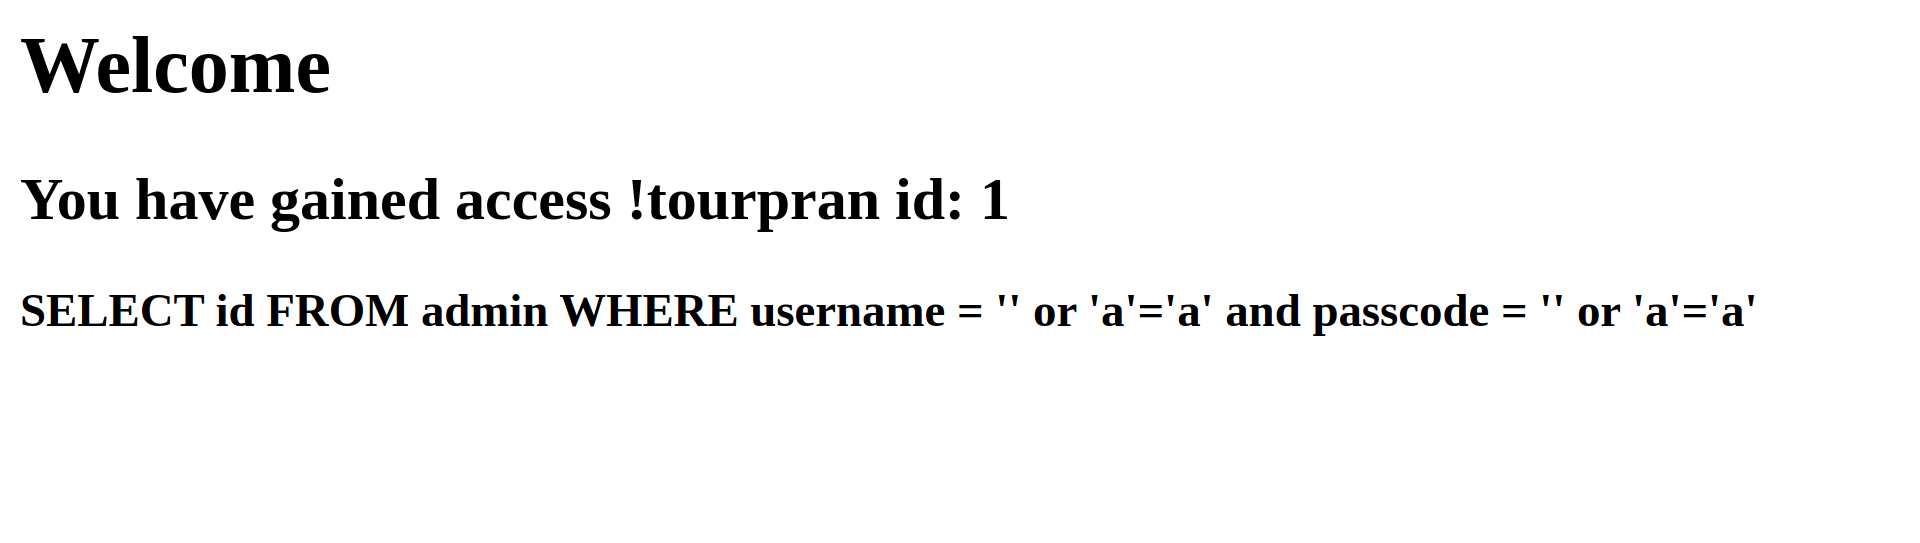 Welcome
You have gained access !tourpran id: 1
SELECT id FROM admin WHERE username = '' or 'a'='a' and passcode = '' or 'a'='a'